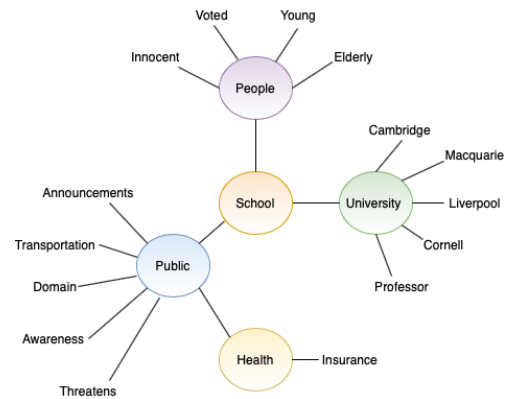 Voted
Young
Innocent
Elderly
People
Cambridge
Macquarie
Announcements
School
University
Liverpool
Transportation
Cornell
Public
Domain
Professor
Awareness
Health
Insurance
Threatens